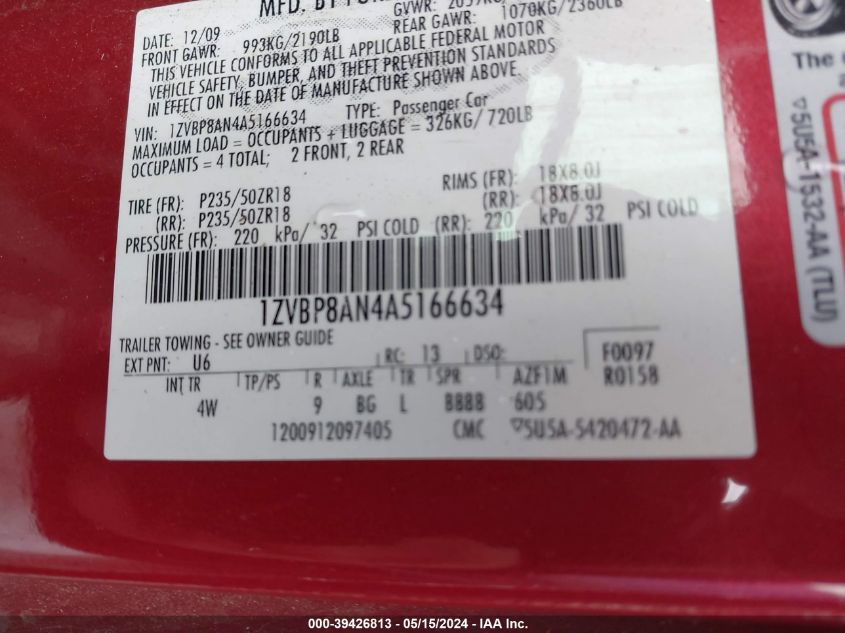 MFD. BY FOR
GVWR: 2059KG
DATE: 12/09
FRONT GAWR: 993KG/2190LB
REAR GAWR: 1070KG/2360LB
THIS VEHICLE CONFORMS TO ALL APPLICABLE FEDERAL MOTOR
VEHICLE SAFETY, BUMPER, AND THEFT PREVENTION STANDARDS
IN EFFECT ON THE DATE OF MANUFACTURE SHOWN ABOVE.
VIN: 1ZVBP8AN4A5166634 TYPE: Passenger Car
MAXIMUM LOAD = OCCUPANTS + LUGGAGE = 326KG/ 720LB
OCCUPANTS = 4 TOTAL; 2 FRONT, 2 REAR
TIRE (FR): P235/50ZR18 RIMS (FR): 18X8.0J
(RR): P235/50ZR18 (RR): 18X8.0J
PRESSURE (FR): 220 kPa/ 32 PSI COLD (RR): 220 kPa/ 32 PSI COLD
1ZVBP8AN4A5166634
TRAILER TOWING - SEE OWNER GUIDE
EXT PNT: U6 RC: 13 DSO: F0097
INT TR TP/PS R AXLE TR SPR AZFIM R0158
4W 9 BG L BBBB 605
1200912097405 CMC 5U5A-5420472-AA
The
5U5A-1532-AA (TLU)
000-39426813 - 05/15/2024 - IAA Inc.